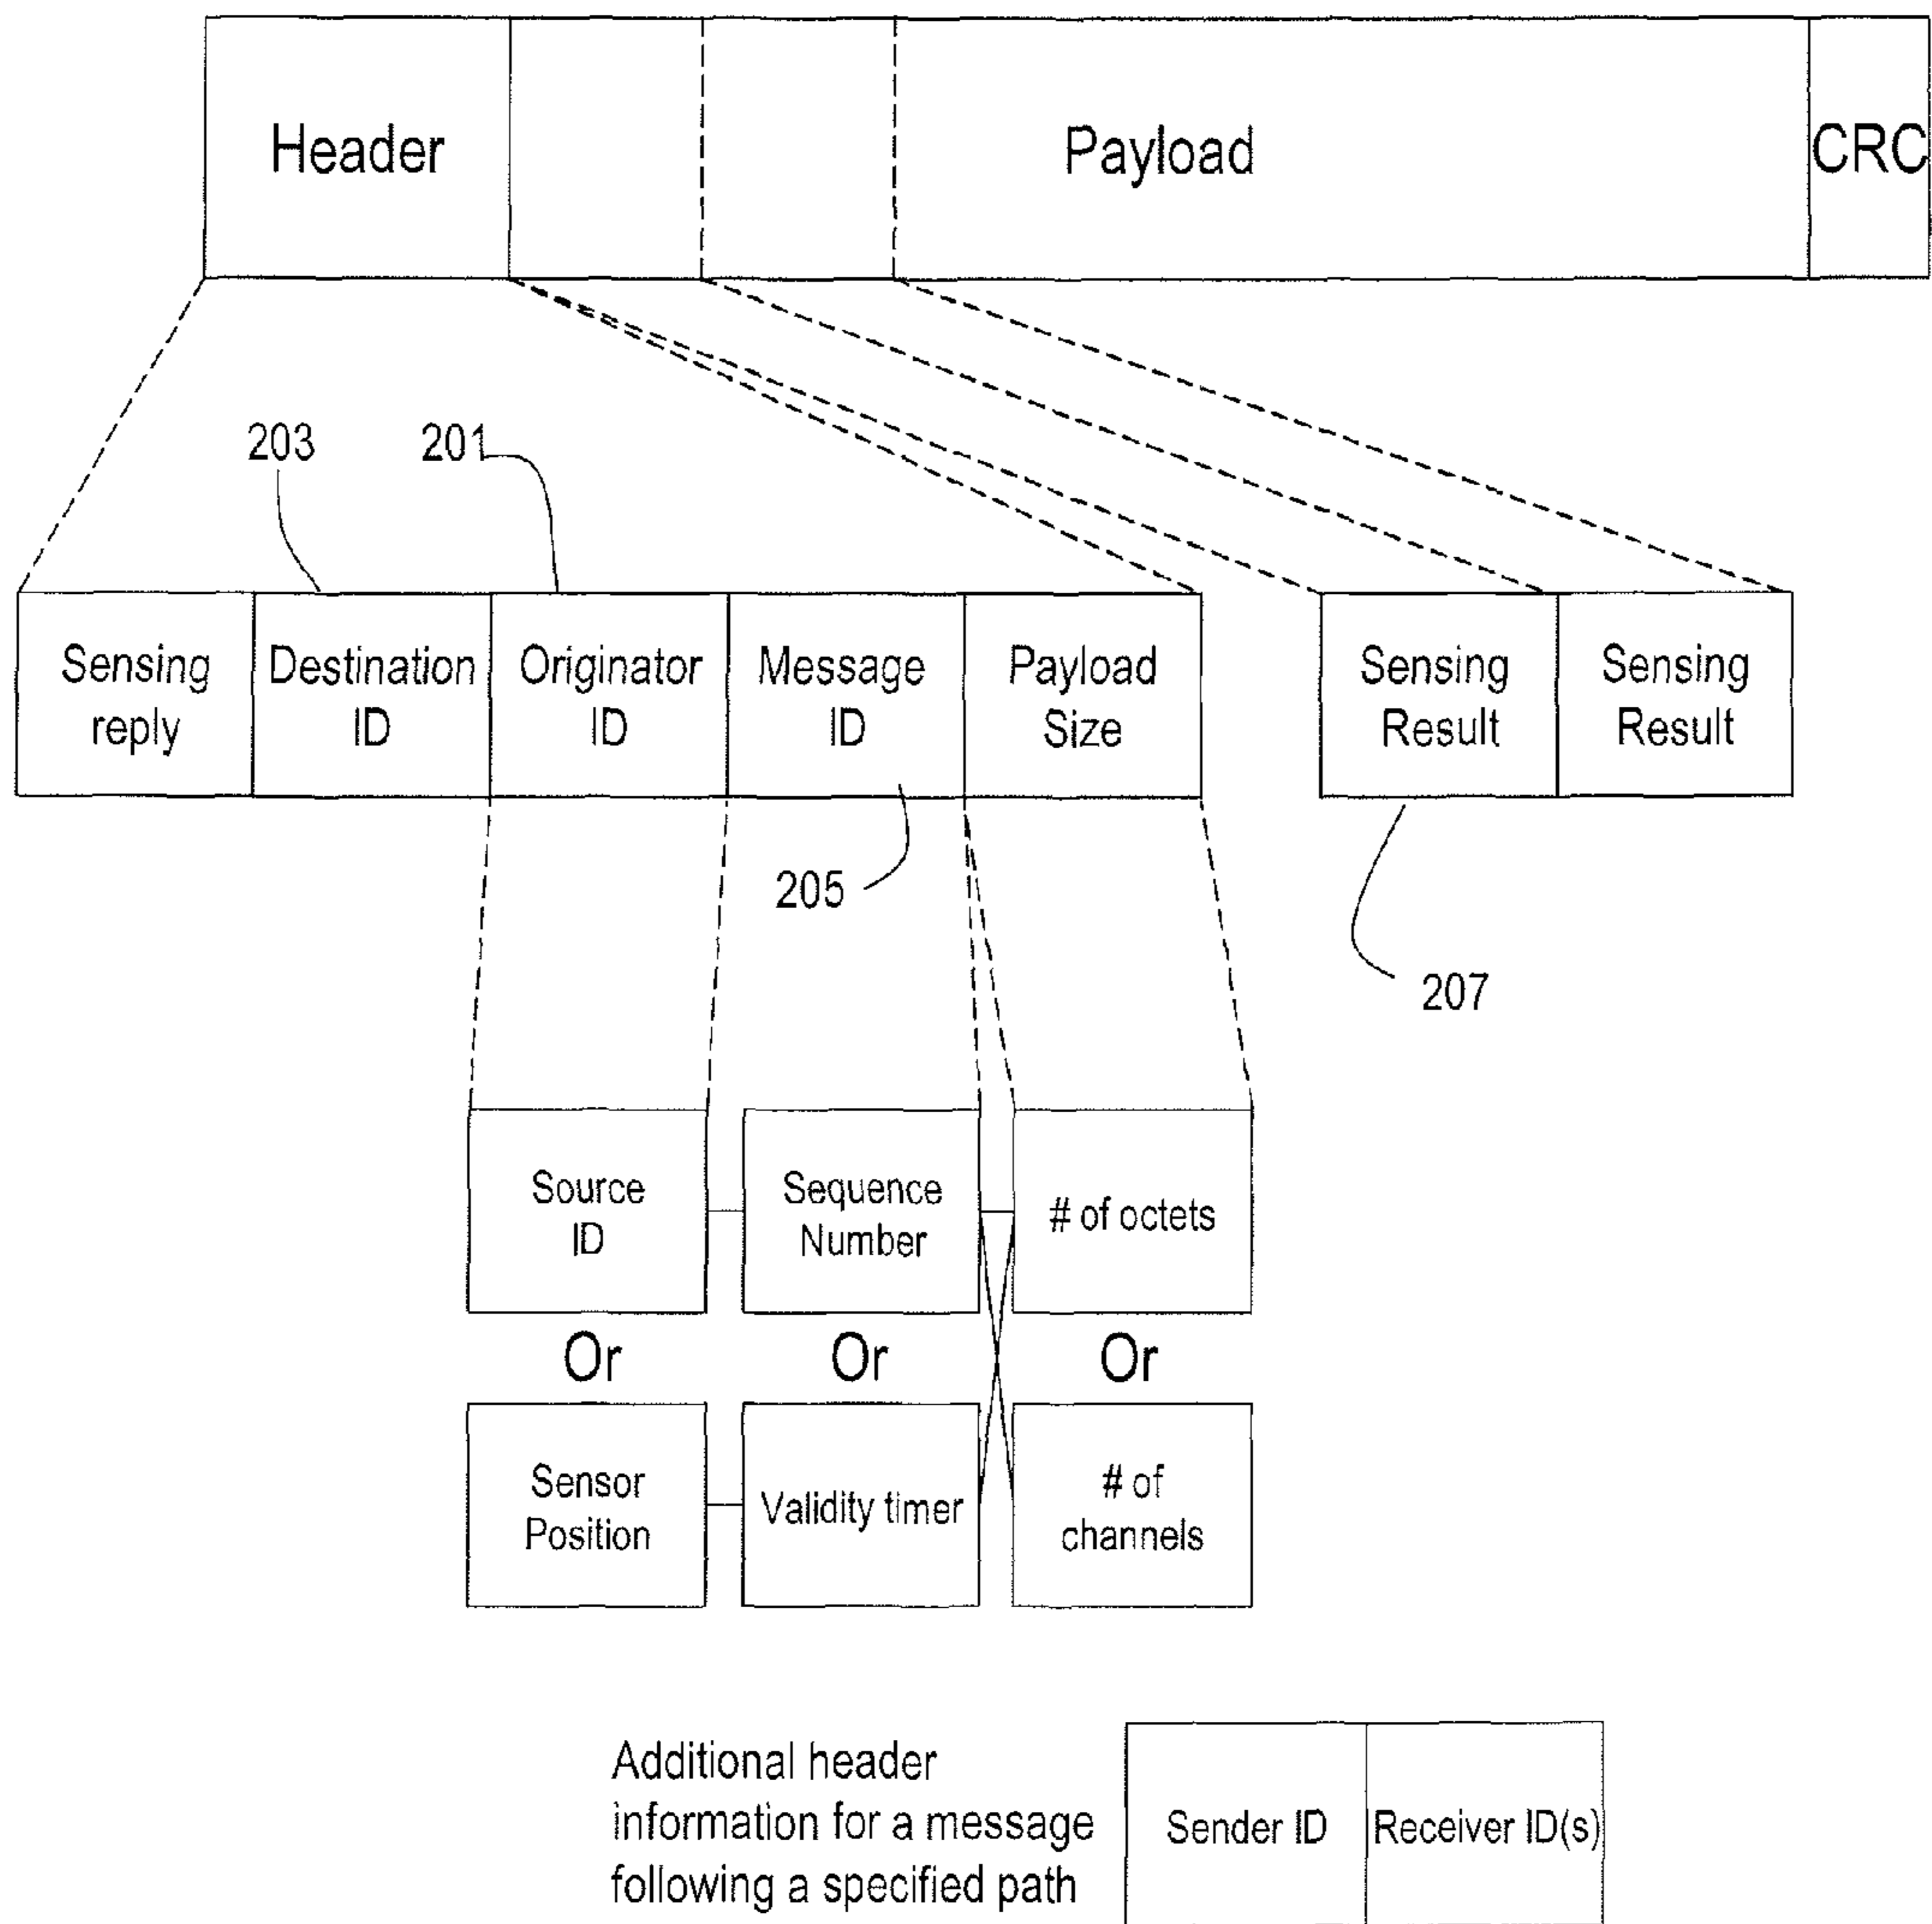 Header
Payload
CRC
203
201
Sensing
reply
Destination
ID
Originator
ID
Message
ID
Payload
Size
Sensing
Result
Sensing
Result
205
207
Source
ID
Sequence
Number
# of octets
Or
Or
Or
Sensor
Position
Validity timer
# of
channels
Additional header
information for a message
following a specified path
Sender ID
Receiver ID(s)